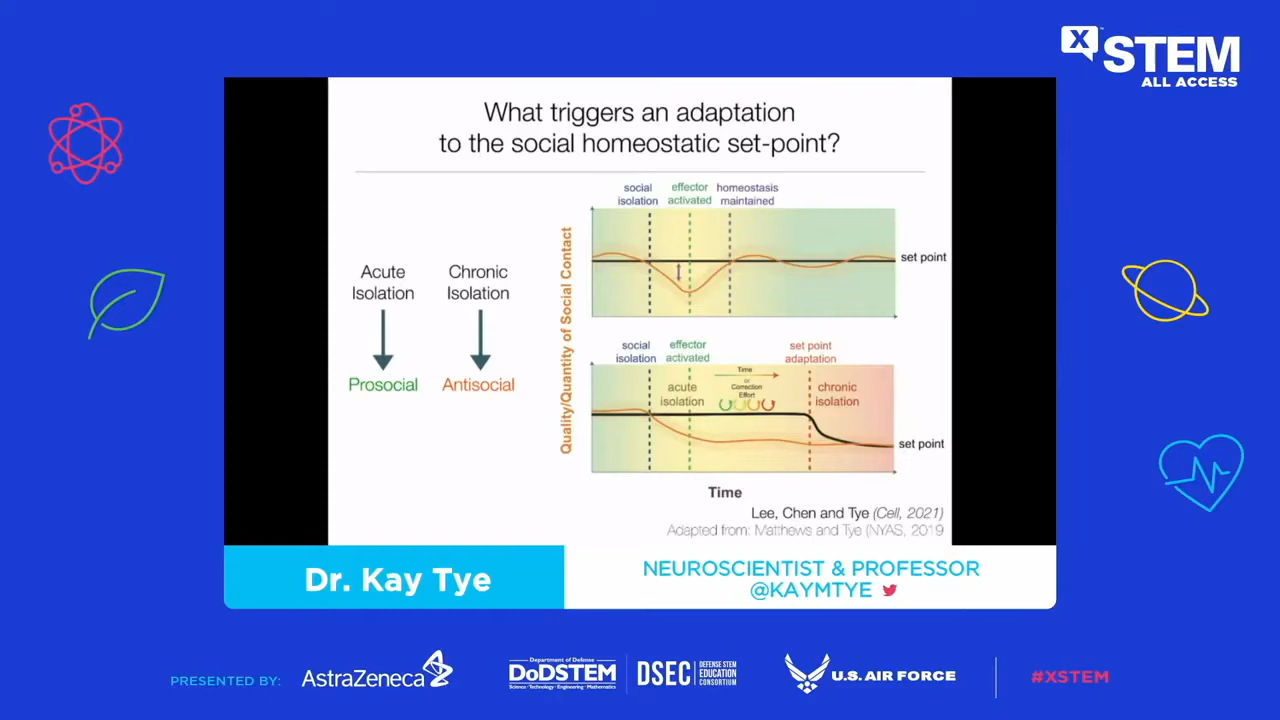 X STEM
ALL ACCESS
What triggers an adaptation
to the social homeostatic set-point?
Acute
Isolation
Prosocial
Chronic
Isolation
Antisocial
Quality/Quantity of Social Contact
social
isolation
effector
activated
homeostasis
maintained
set point
social
isolation
effector
activated
set point
adaptation
acute
isolation
Time
or
Correction
Effort
chronic
isolation
set point
Time
Lee, Chen and Tye (Cell, 2021)
Adapted from: Matthews and Tye (NYAS, 2019
Dr. Kay Tye
NEUROSCIENTIST & PROFESSOR
@KAYMTYE
PRESENTED BY:
AstraZeneca
Department of Defense
DoDSTEM
Science · Technology · Engineering · Mathematics
DSEC
DEFENSE STEM
EDUCATION
CONSORTIUM
U.S. AIR FORCE
#XSTEM